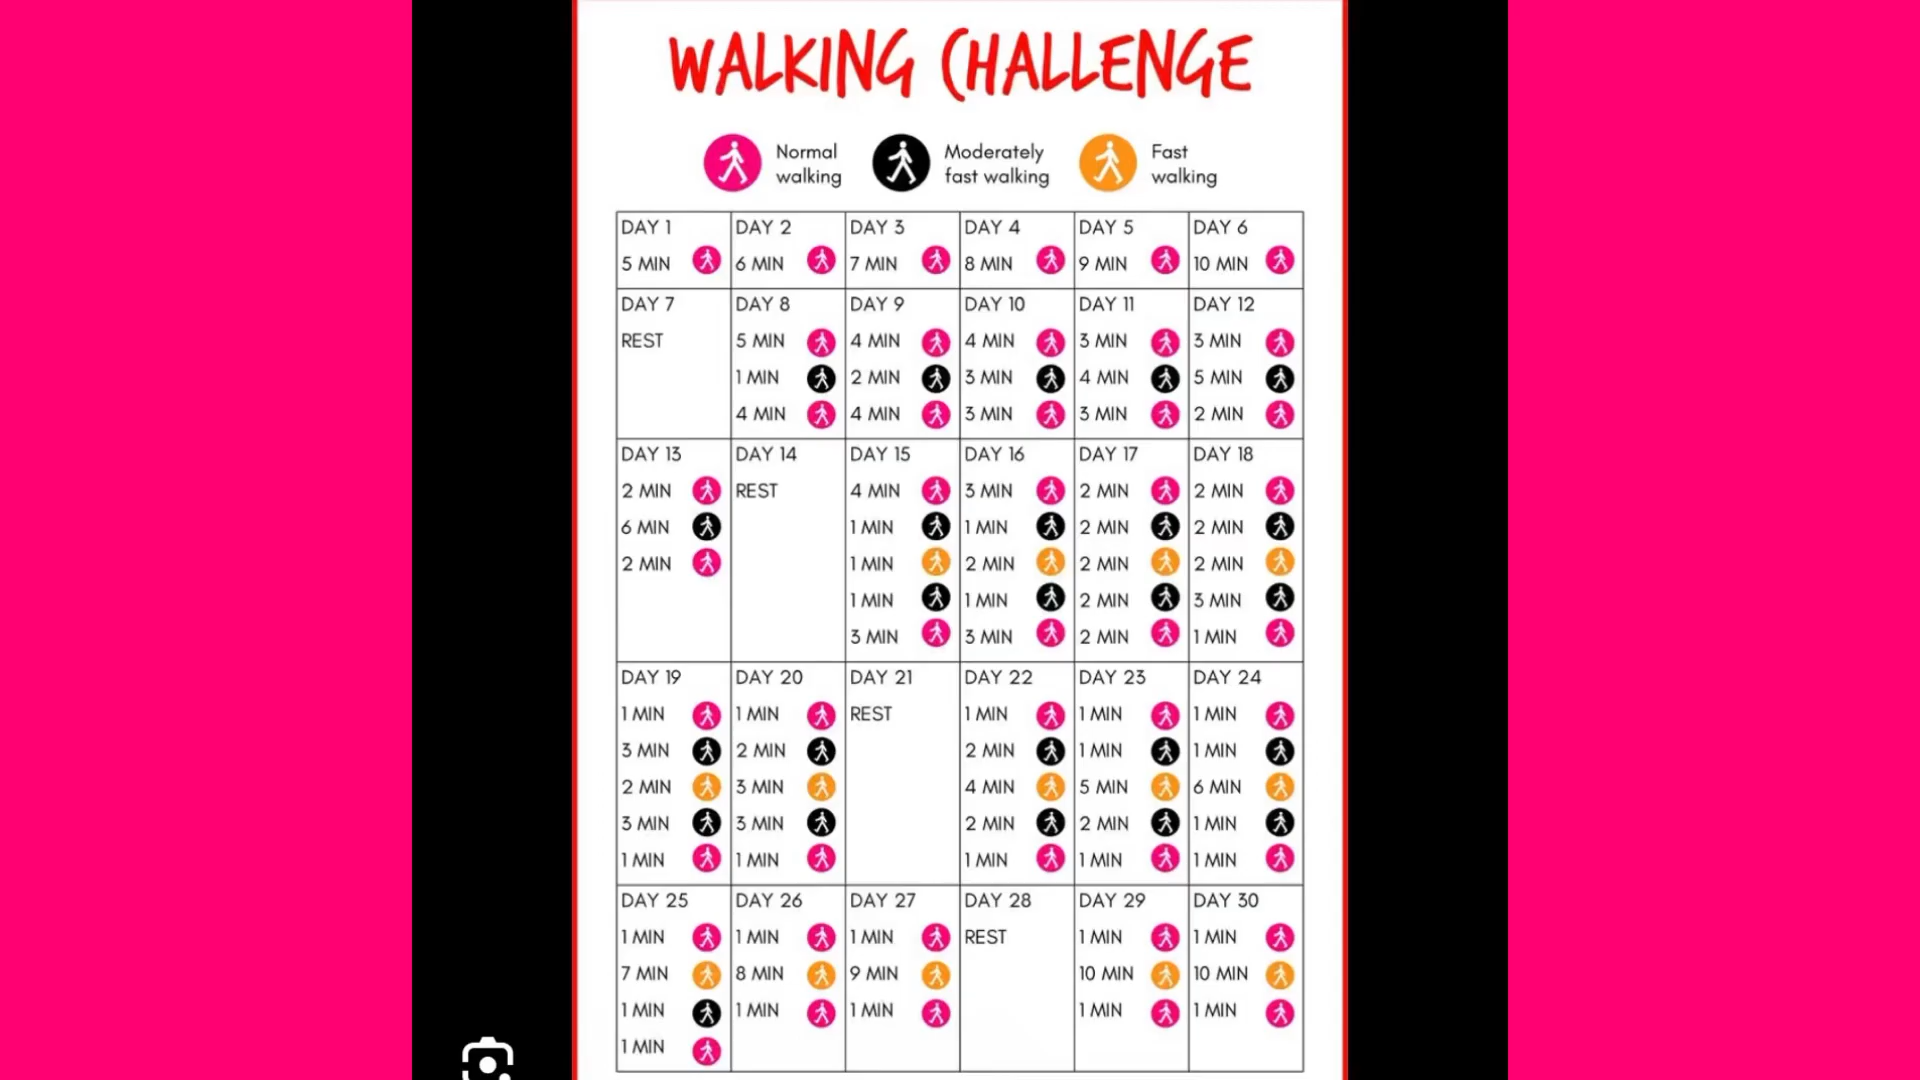 WALKING CHALLENGE
Normal walking
Moderately fast walking
Fast walking
DAY 1
5 MIN
DAY 2
6 MIN
DAY 3
7 MIN
DAY 4
8 MIN
DAY 5
9 MIN
DAY 6
10 MIN
DAY 7
REST
DAY 8
5 MIN
1 MIN
4 MIN
DAY 9
4 MIN
2 MIN
4 MIN
DAY 10
4 MIN
3 MIN
3 MIN
DAY 11
3 MIN
4 MIN
3 MIN
DAY 12
3 MIN
5 MIN
2 MIN
DAY 13
2 MIN
6 MIN
2 MIN
DAY 14
REST
DAY 15
4 MIN
1 MIN
1 MIN
1 MIN
3 MIN
DAY 16
3 MIN
1 MIN
2 MIN
1 MIN
3 MIN
DAY 17
2 MIN
2 MIN
2 MIN
2 MIN
2 MIN
DAY 18
2 MIN
2 MIN
2 MIN
3 MIN
1 MIN
DAY 19
1 MIN
3 MIN
2 MIN
3 MIN
1 MIN
DAY 20
1 MIN
2 MIN
3 MIN
3 MIN
1 MIN
DAY 21
REST
DAY 22
1 MIN
2 MIN
4 MIN
2 MIN
1 MIN
DAY 23
1 MIN
1 MIN
5 MIN
2 MIN
1 MIN
DAY 24
1 MIN
1 MIN
6 MIN
1 MIN
1 MIN
DAY 25
1 MIN
7 MIN
1 MIN
1 MIN
DAY 26
1 MIN
8 MIN
1 MIN
DAY 27
1 MIN
9 MIN
1 MIN
DAY 28
REST
DAY 29
1 MIN
10 MIN
1 MIN
DAY 30
1 MIN
10 MIN
1 MIN